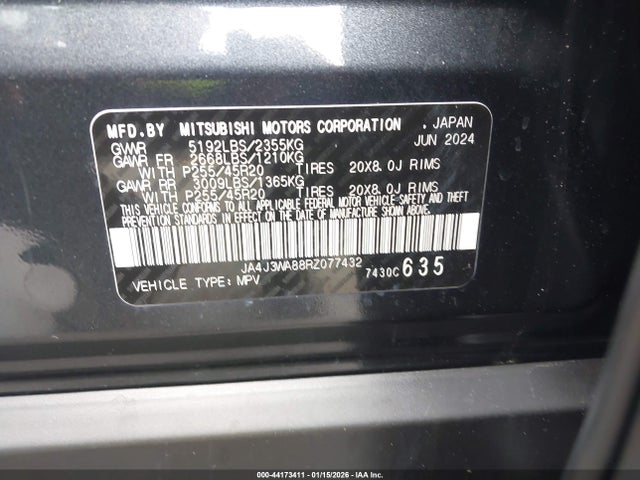 MFD.BY MITSUBISHI MOTORS CORPORATION . JAPAN
GVWR 5192LBS/2355KG JUN 2024
GAWR FR 2668LBS/1210KG
WITH P255/45R20 TIRES 20X8.0J RIMS
GAWR RR 3009LBS/1365KG
WITH P255/45R20 TIRES 20X8.0J RIMS
THIS VEHICLE CONFORMS TO ALL APPLICABLE FEDERAL MOTOR VEHICLE SAFETY AND THEFT
PREVENTION STANDARDS IN EFFECT ON THE DATE OF MANUFACTURE SHOWN ABOVE.
JA4J3WA88RZ077432 7430C 635
VEHICLE TYPE: MPV
000-44173411 - 01/15/2026 - IAA Inc.